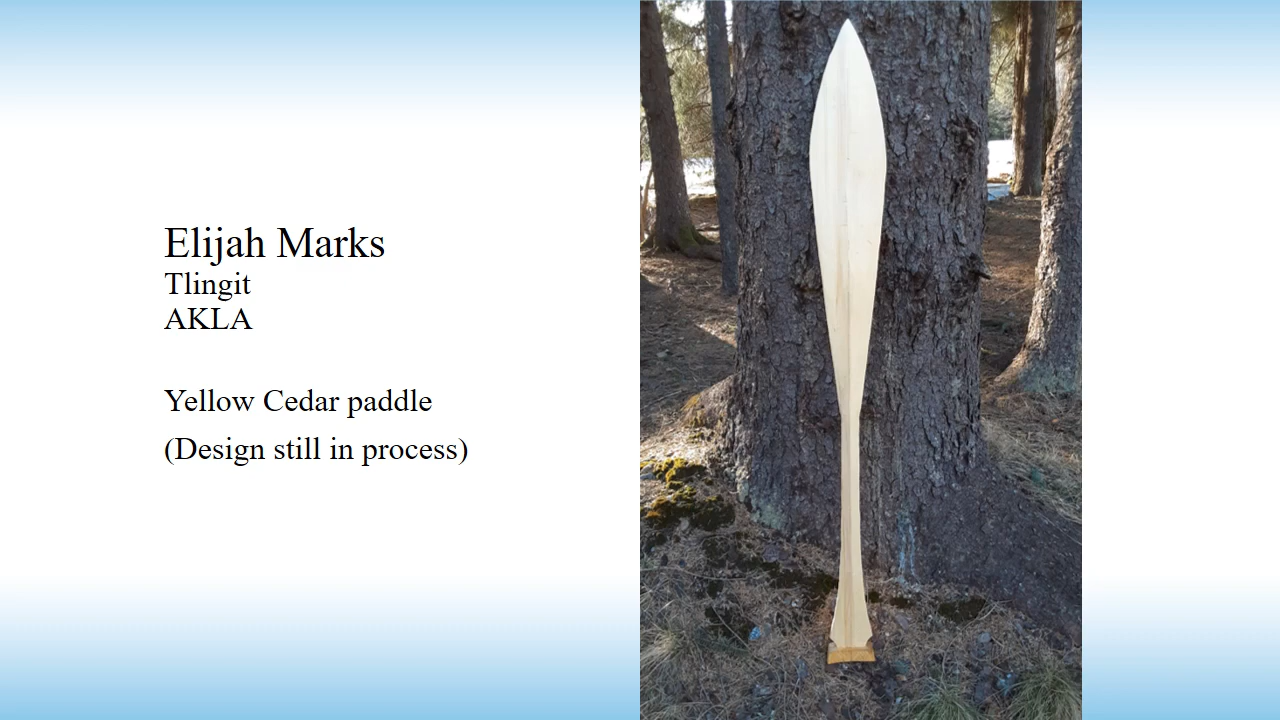 Elijah Marks
Tlingit
AKLA
Yellow Cedar paddle
(Design still in process)